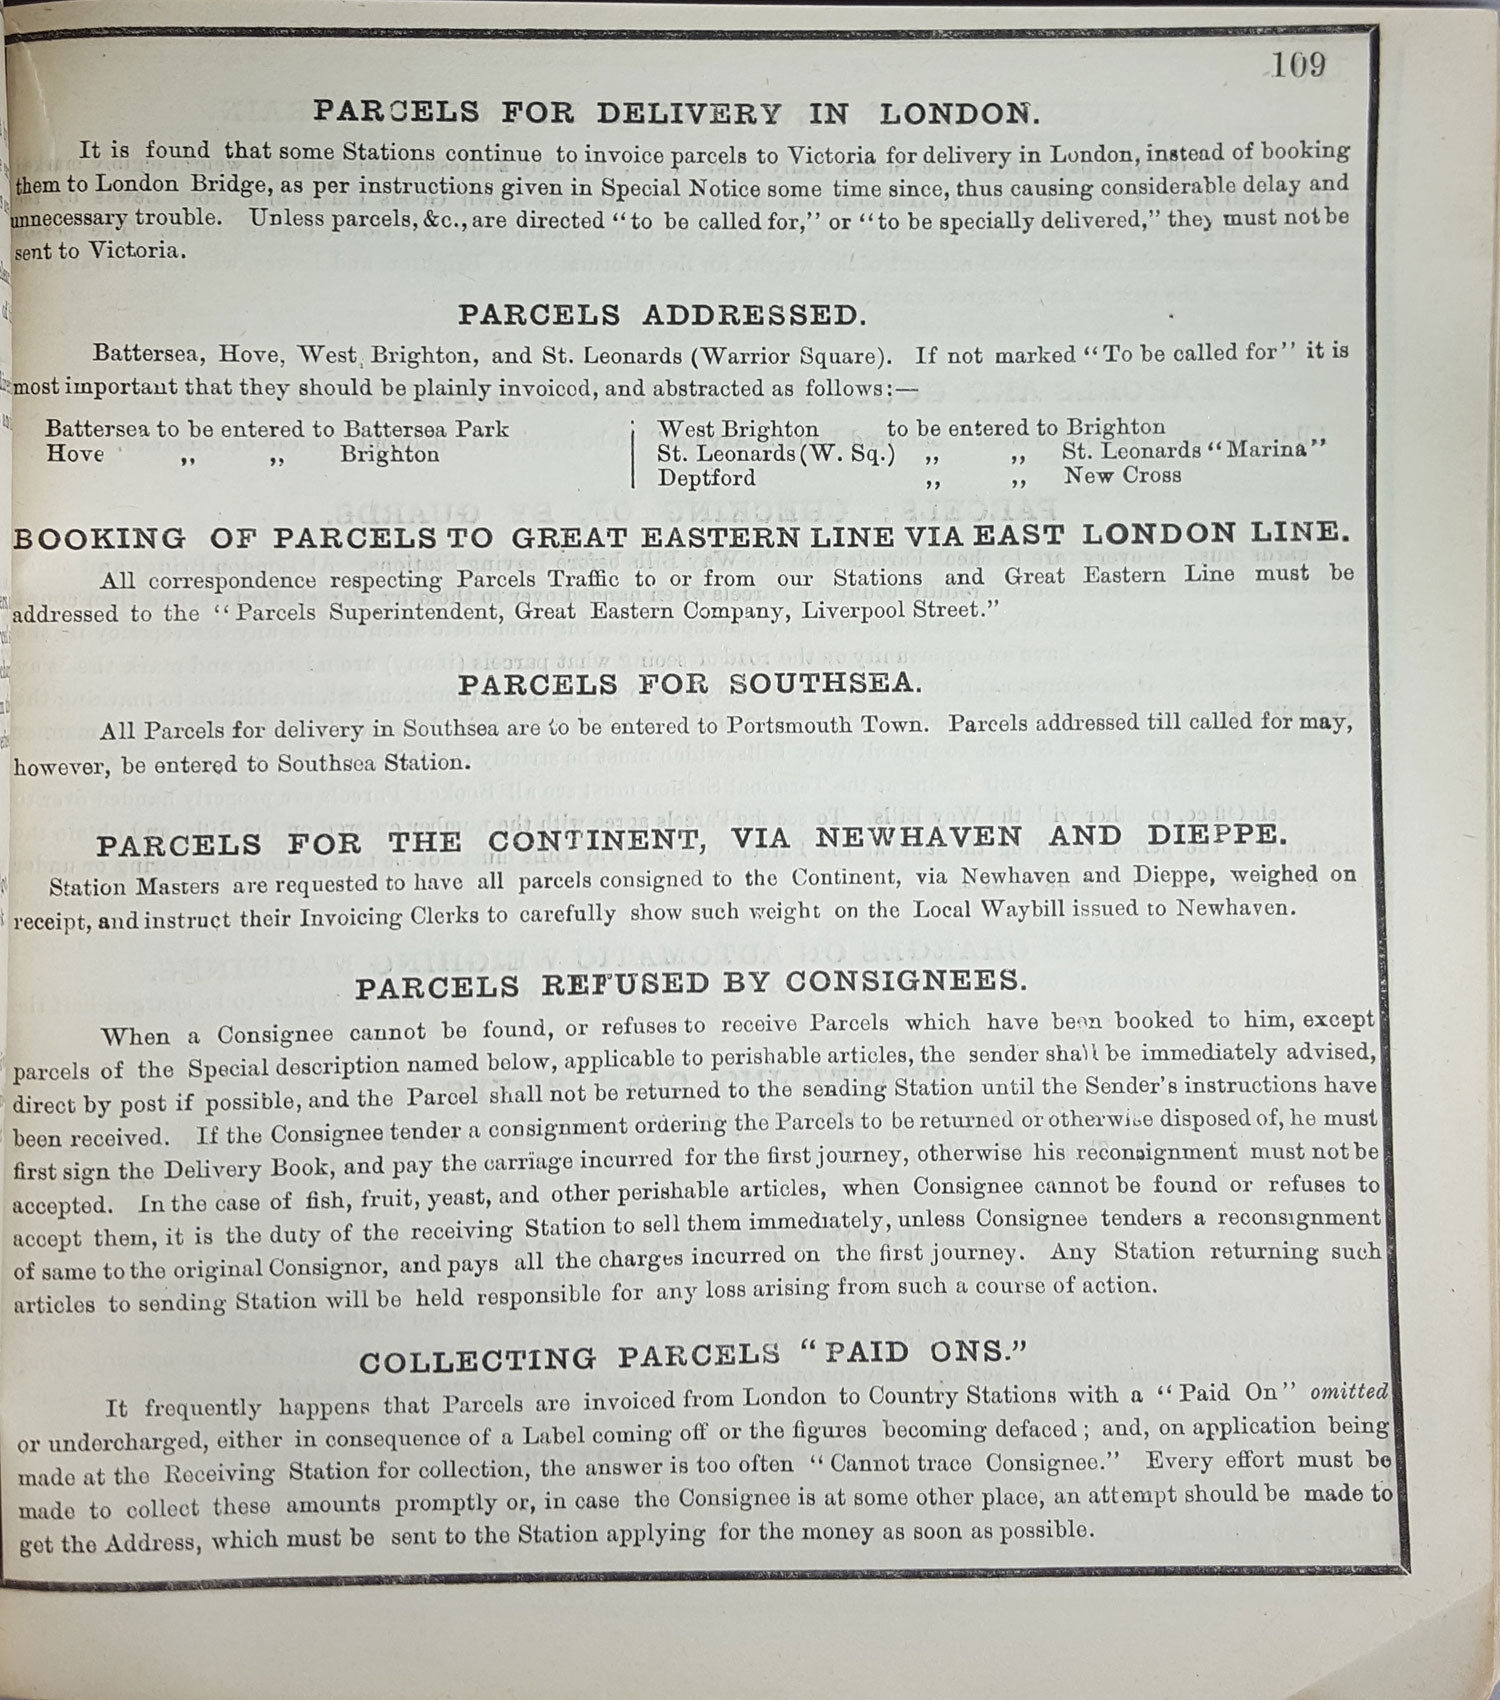 109
PARCELS FOR DELIVERY IN LONDON.
It is found that some Stations continue to invoice parcels to Victoria for delivery in London, instead of booking
them to London Bridge, as per instructions given in Special Notice some time since, thus causing considerable delay and
unnecessary trouble. Unless parcels, &c., are directed “to be called for,” or “to be specially delivered,” they must not be
sent to Victoria.
PARCELS ADDRESSED.
Battersea, Hove, West Brighton, and St. Leonards (Warrior Square). If not marked “To be called for” it is
most important that they should be plainly invoiced, and abstracted as follows:—
Battersea to be entered to Battersea Park
Hove ,, ,, Brighton
West Brighton to be entered to Brighton
St. Leonards (W. Sq.) ,, ,, St. Leonards “Marina”
Deptford ,, ,, New Cross
BOOKING OF PARCELS TO GREAT EASTERN LINE VIA EAST LONDON LINE.
All correspondence respecting Parcels Traffic to or from our Stations and Great Eastern Line must be
addressed to the “Parcels Superintendent, Great Eastern Company, Liverpool Street.”
PARCELS FOR SOUTHSEA.
All Parcels for delivery in Southsea are to be entered to Portsmouth Town. Parcels addressed till called for may,
however, be entered to Southsea Station.
PARCELS FOR THE CONTINENT, VIA NEWHAVEN AND DIEPPE.
Station Masters are requested to have all parcels consigned to the Continent, via Newhaven and Dieppe, weighed on
receipt, and instruct their Invoicing Clerks to carefully show such weight on the Local Waybill issued to Newhaven.
PARCELS REFUSED BY CONSIGNEES.
When a Consignee cannot be found, or refuses to receive Parcels which have been booked to him, except
parcels of the Special description named below, applicable to perishable articles, the sender shall be immediately advised,
direct by post if possible, and the Parcel shall not be returned to the sending Station until the Sender's instructions have
been received. If the Consignee tender a consignment ordering the Parcels to be returned or otherwise disposed of, he must
first sign the Delivery Book, and pay the carriage incurred for the first journey, otherwise his reconsignment must not be
accepted. In the case of fish, fruit, yeast, and other perishable articles, when Consignee cannot be found or refuses to
accept them, it is the duty of the receiving Station to sell them immediately, unless Consignee tenders a reconsignment
of same to the original Consignor, and pays all the charges incurred on the first journey. Any Station returning such
articles to sending Station will be held responsible for any loss arising from such a course of action.
COLLECTING PARCELS “PAID ONS.”
It frequently happens that Parcels are invoiced from London to Country Stations with a “Paid On” omitted
or undercharged, either in consequence of a Label coming off or the figures becoming defaced; and, on application being
made at the Receiving Station for collection, the answer is too often “Cannot trace Consignee.” Every effort must be
made to collect these amounts promptly or, in case the Consignee is at some other place, an attempt should be made to
get the Address, which must be sent to the Station applying for the money as soon as possible.